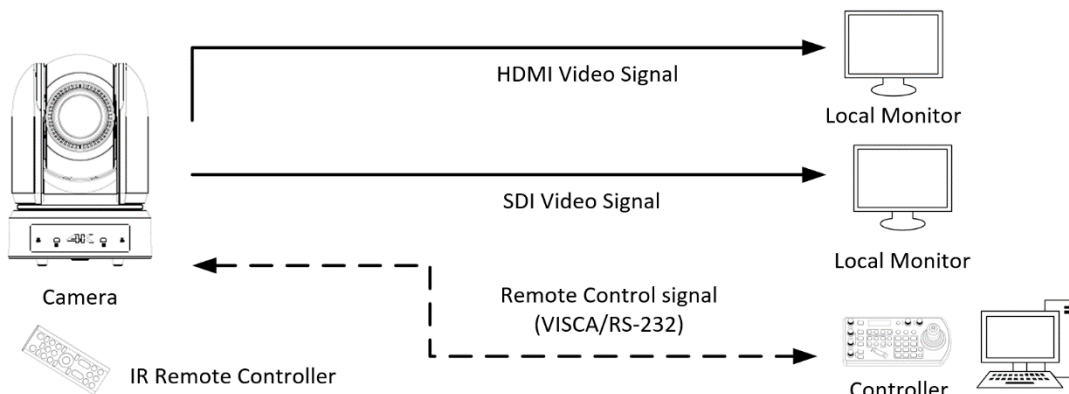 HDMI Video Signal
Local Monitor
SDI Video Signal
Local Monitor
Camera
Remote Control signal
(VISCA/RS-232)
IR Remote Controller
Controller